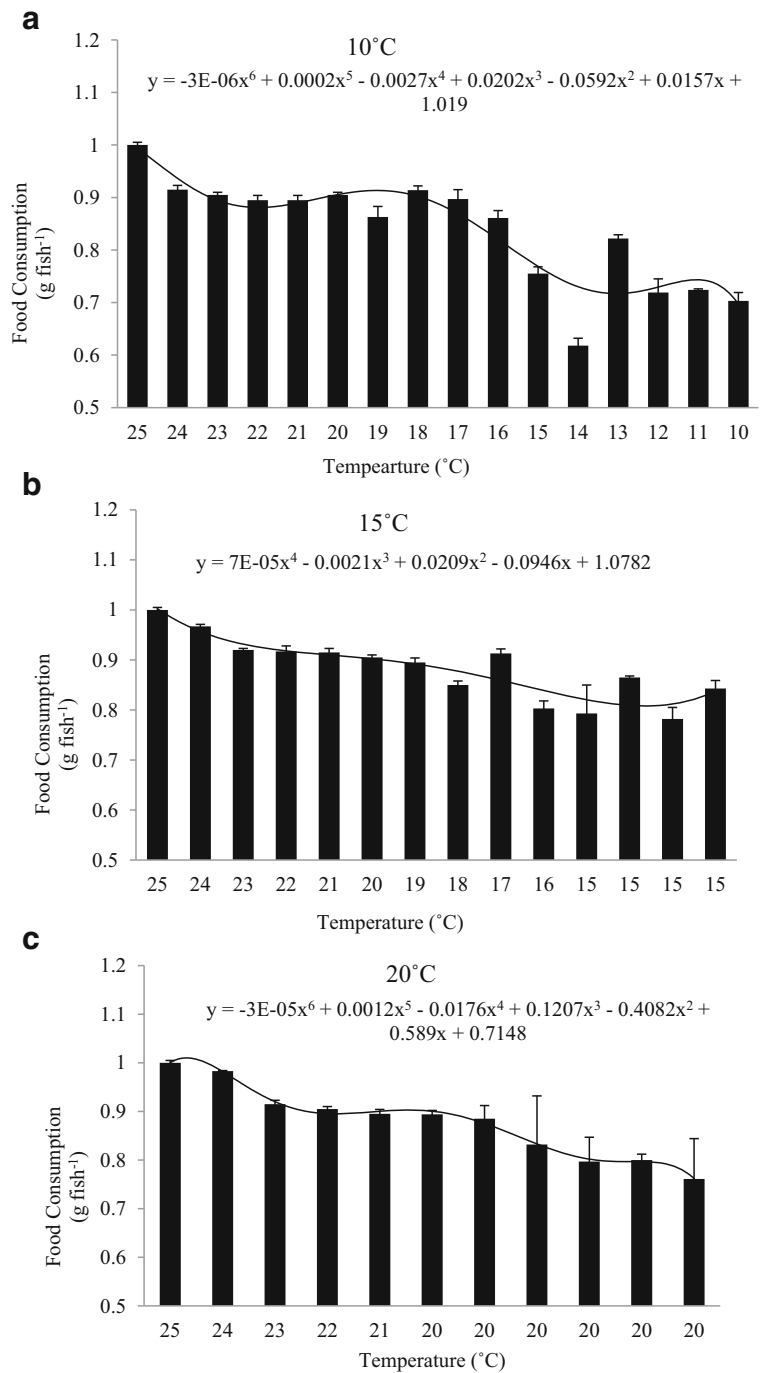 a
1.2
10˚C
y = -3E-06x⁶ + 0.0002x⁵ - 0.0027x⁴ + 0.0202x³ - 0.0592x² + 0.0157x +
1.019
1.1
1
0.9
0.8
0.7
0.6
0.5
Food Consumption
(g fish⁻¹)
25 24 23 22 21 20 19 18 17 16 15 14 13 12 11 10
Tempearture (˚C)
b
1.2
15˚C
y = 7E-05x⁴ - 0.0021x³ + 0.0209x² - 0.0946x + 1.0782
1.1
1
0.9
0.8
0.7
0.6
0.5
Food Consumption
(g fish⁻¹)
25 24 23 22 21 20 19 18 17 16 15 15 15 15
Temperature (˚C)
c
1.2
20˚C
y = -3E-05x⁶ + 0.0012x⁵ - 0.0176x⁴ + 0.1207x³ - 0.4082x² +
0.589x + 0.7148
1.1
1
0.9
0.8
0.7
0.6
0.5
Food Consumption
(g fish⁻¹)
25 24 23 22 21 20 20 20 20 20 20
Temperature (˚C)